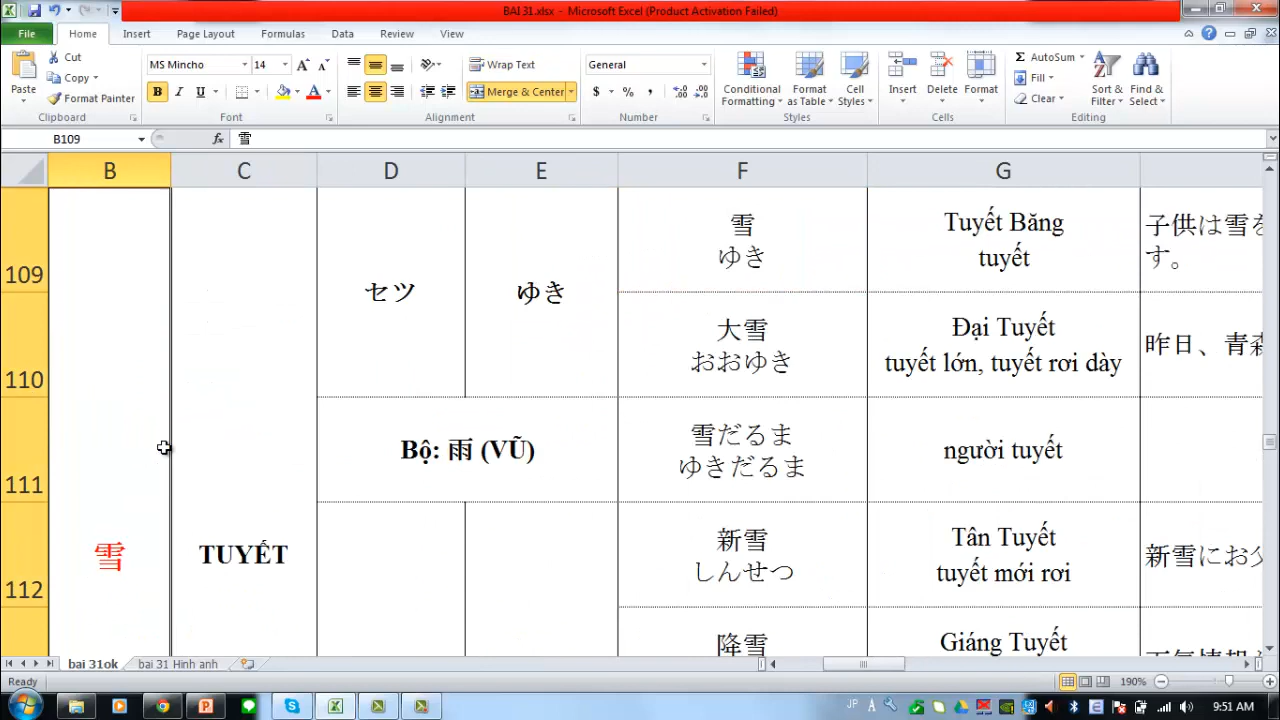 BAI 31.xlsx - Microsoft Excel (Product Activation Failed)
File Home Insert Page Layout Formulas Data Review View
Cut
Copy
Format Painter
Paste
Clipboard
MS Mincho 14
B I U
Font
Wrap Text
Merge & Center
Alignment
General
$ % ,
Number
Conditional Formatting
Format as Table
Cell Styles
Styles
Insert Delete Format
Cells
AutoSum
Fill
Clear
Sort & Filter
Find & Select
Editing
B109 fx 雪
B C D E F G
109
110
111
112
雪
TUYẾT
セツ
ゆき
Bộ: 雨 (VŨ)
雪
ゆき
Tuyết Băng
tuyết
子供は雪
す。
大雪
おおゆき
Đại Tuyết
tuyết lớn, tuyết rơi dày
昨日、青
雪だるま
ゆきだるま
người tuyết
新雪
しんせつ
Tân Tuyết
tuyết mới rơi
新雪にお
降雪
Giáng Tuyết
bai 31ok bai 31 Hinh anh
Ready
190%
JP A
9:51 AM